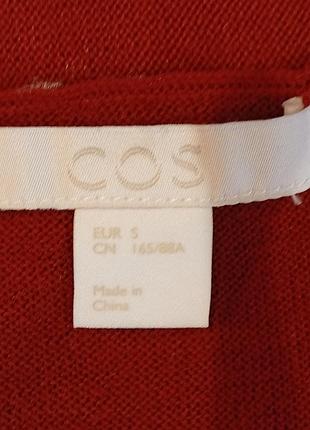 COS
EUR S
CN 165/88A
Made in
China